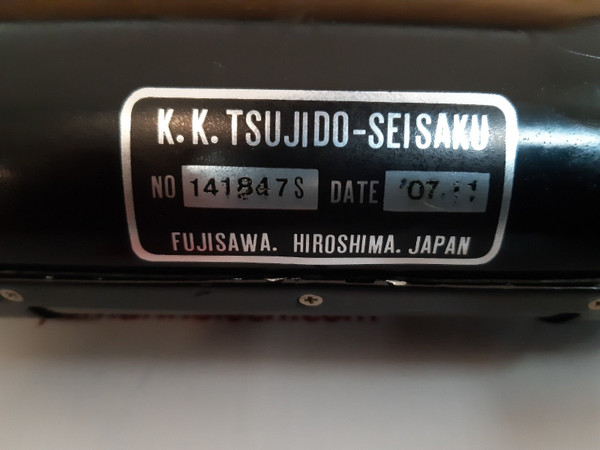 K.K. TSUJIDO-SEISAKU
NO 141847S DATE '07.11
FUJISAWA. HIROSHIMA. JAPAN